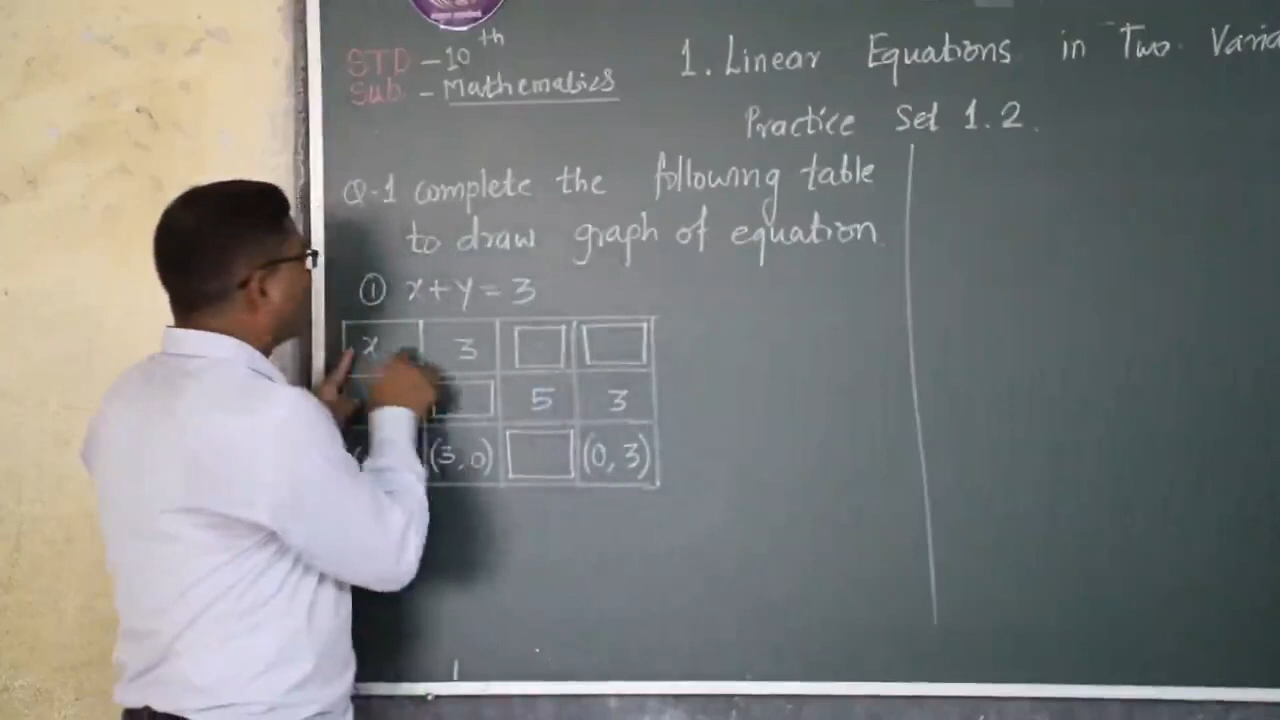 STD - 10th
Sub - Mathematics
1. Linear Equations in Two
Practice Set 1.2.
Q-1 complete the following table
to draw graph of equation
① x + y = 3
x 3
5 3
(3, 0) (0, 3)